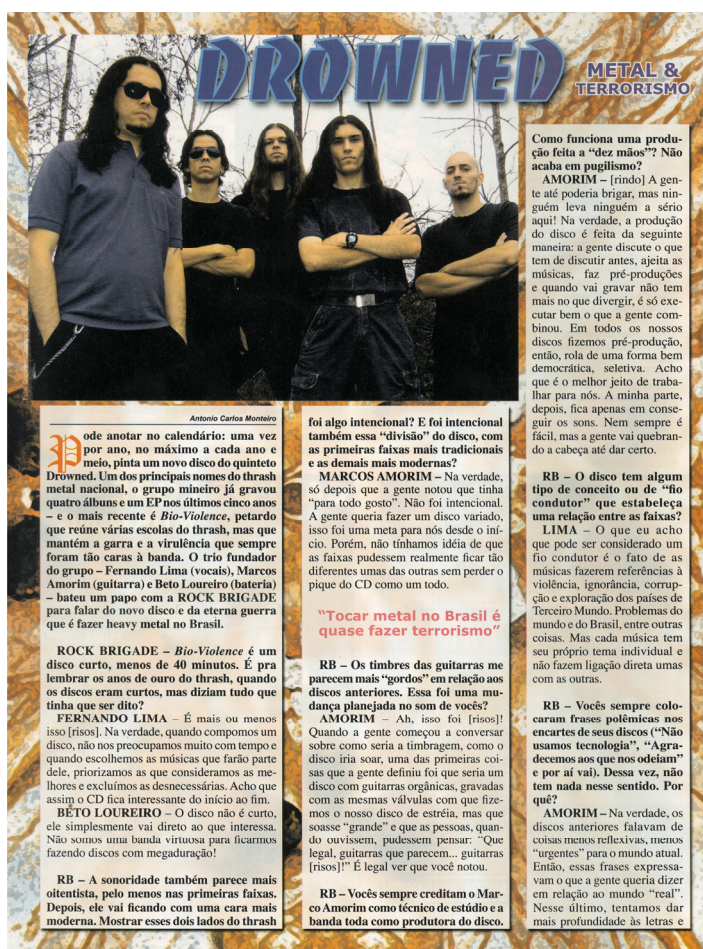 DROWNED
METAL &
TERRORISMO
Antonio Carlos Monteiro
Pode anotar no calendário: uma vez
por ano, no máximo a cada ano e
meio, pinta um novo disco do quinteto
Drowned. Um dos principais nomes do thrash
metal nacional, o grupo mineiro já gravou
quatro álbuns e um EP nos últimos cinco anos
– e o mais recente é Bio-Violence, petardo
que reúne várias escolas do thrash, mas que
mantém a garra e a virulência que sempre
foram tão caras à banda. O trio fundador
do grupo – Fernando Lima (vocais), Marcos
Amorim (guitarra) e Beto Loureiro (bateria)
– bateu um papo com a ROCK BRIGADE
para falar do novo disco e da eterna guerra
que é fazer heavy metal no Brasil.
ROCK BRIGADE – Bio-Violence é um
disco curto, menos de 40 minutos. É pra
lembrar os anos de ouro do thrash, quando
os discos eram curtos, mas diziam tudo que
tinha que ser dito?
FERNANDO LIMA – É mais ou menos
isso [risos]. Na verdade, quando compomos um
disco, não nos preocupamos muito com tempo e
quando escolhemos as músicas que farão parte
dele, priorizamos as que consideramos as me-
lhores e excluímos as desnecessárias. Acho que
assim o CD fica interessante do início ao fim.
BETO LOUREIRO – O disco não é curto,
ele simplesmente vai direto ao que interessa.
Não somos uma banda virtuosa para ficarmos
fazendo discos com megaduração!
RB – A sonoridade também parece mais
oitentista, pelo menos nas primeiras faixas.
Depois, ele vai ficando com uma cara mais
moderna. Mostrar esses dois lados do thrash
foi algo intencional? E foi intencional
também essa “divisão” do disco, com
as primeiras faixas mais tradicionais
e as demais mais modernas?
MARCOS AMORIM – Na verdade,
só depois que a gente notou que tinha
“para todo gosto”. Não foi intencional.
A gente queria fazer um disco variado,
isso foi uma meta para nós desde o iní-
cio. Porém, não tínhamos idéia de que
as faixas pudessem realmente ficar tão
diferentes umas das outras sem perder o
pique do CD como um todo.
“Tocar metal no Brasil é
quase fazer terrorismo”
RB – Os timbres das guitarras me
parecem mais “gordos” em relação aos
discos anteriores. Essa foi uma mu-
dança planejada no som de vocês?
AMORIM – Ah, isso foi [risos]!
Quando a gente começou a conversar
sobre como seria a timbragem, como o
disco iria soar, uma das primeiras coi-
sas que a gente definiu foi que seria um
disco com guitarras orgânicas, gravadas
com as mesmas válvulas com que fize-
mos o nosso disco de estréia, mas que
soasse “grande” e que as pessoas, quan-
do ouvissem, pudessem pensar: “Que
legal, guitarras que parecem... guitarras
[risos]!” É legal ver que você notou.
RB – Vocês sempre creditam o Mar-
co Amorim como técnico de estúdio e a
banda toda como produtora do disco.
Como funciona uma produ-
ção feita a “dez mãos”? Não
acaba em pugilismo?
AMORIM – [rindo] A gen-
te até poderia brigar, mas nin-
guém leva ninguém a sério
aqui! Na verdade, a produção
do disco é feita da seguinte
maneira: a gente discute o que
tem de discutir antes, ajeita as
músicas, faz pré-produções
e quando vai gravar não tem
mais no que divergir, é só exe-
cutar bem o que a gente com-
binou. Em todos os nossos
discos fizemos pré-produção,
então, rola de uma forma bem
democrática, seletiva. Acho
que é o melhor jeito de traba-
lhar para nós. A minha parte,
depois, fica apenas em conse-
guir os sons. Nem sempre é
fácil, mas a gente vai quebran-
do a cabeça até dar certo.
RB – O disco tem algum
tipo de conceito ou de “fio
condutor” que estabeleça
uma relação entre as faixas?
LIMA – O que eu acho
que pode ser considerado um
fio condutor é o fato de as
músicas fazerem referências à
violência, ignorância, corrup-
ção e exploração dos países de
Terceiro Mundo. Problemas do
mundo e do Brasil, entre outras
coisas. Mas cada música tem
seu próprio tema individual e
não fazem ligação direta umas
com as outras.
RB – Vocês sempre colo-
caram frases polêmicas nos
encartes de seus discos (“Não
usamos tecnologia”, “Agra-
decemos aos que nos odeiam”
e por aí vai). Dessa vez, não
tem nada nesse sentido. Por
quê?
AMORIM – Na verdade, os
discos anteriores falavam de
coisas menos reflexivas, menos
“urgentes” para o mundo atual.
Então, essas frases expressa-
vam o que a gente queria dizer
em relação ao mundo “real”.
Nesse último, tentamos dar
mais profundidade às letras e